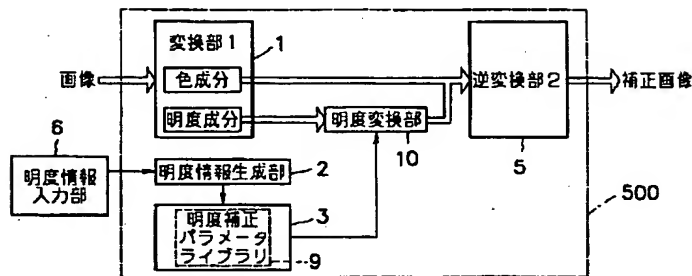 変換部1
1
画像
色成分
明度成分
明度変換部
10
逆変換部2
5
補正画像
6
明度情報
入力部
明度情報生成部
2
3
明度補正
パラメータ
ライブラリ
9
500